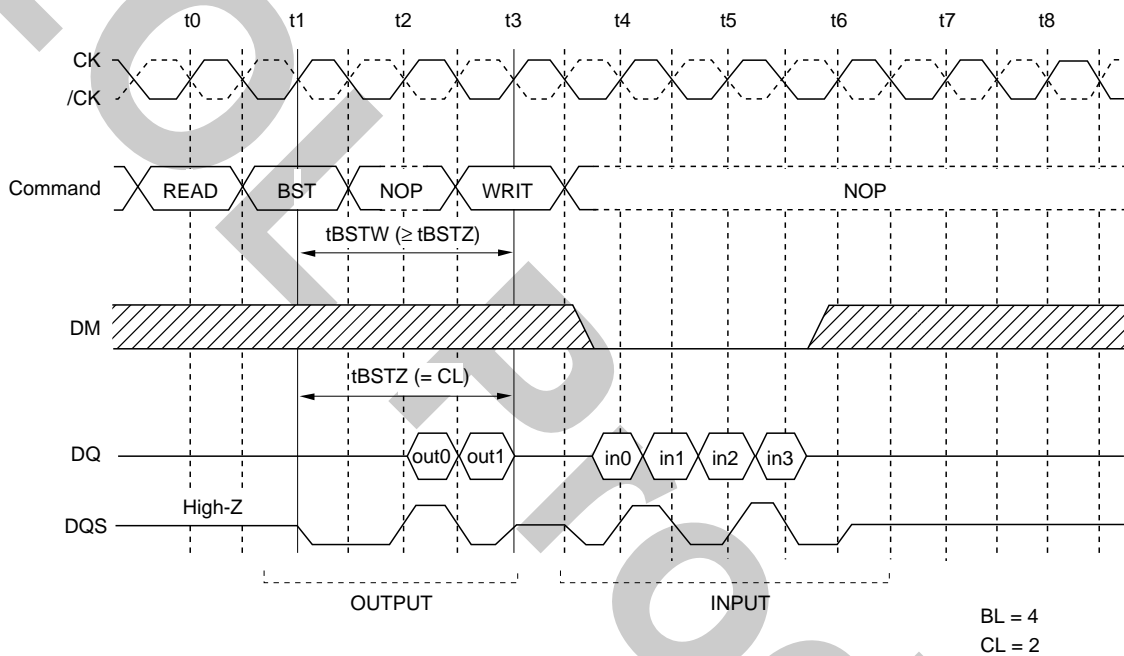 t0 t1 t2 t3 t4 t5 t6 t7 t8
CK
/CK
Command READ BST NOP WRIT NOP
tBSTW (≥ tBSTZ)
DM
tBSTZ (= CL)
DQ out0 out1 in0 in1 in2 in3
High-Z
DQS
OUTPUT INPUT
BL = 4
CL = 2